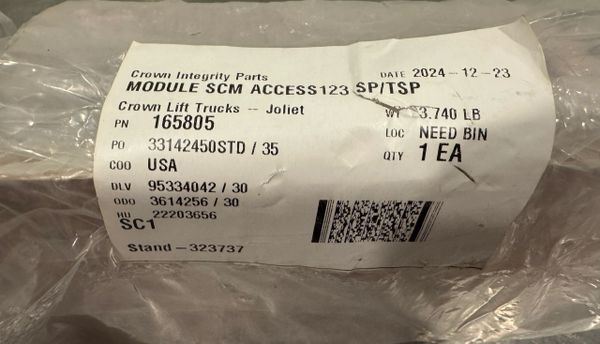 Crown Integrity Parts DATE 2024-12-23
MODULE SCM ACCESS123 SP/TSP
Crown Lift Trucks -- Joliet WT 3.740 LB
PN 165805 LOC NEED BIN
PO 33142450STD / 35 QTY 1 EA
COO USA
DLV 95334042 / 30
ODO 3614256 / 30
HU 22203656
SC1
Stand-323737